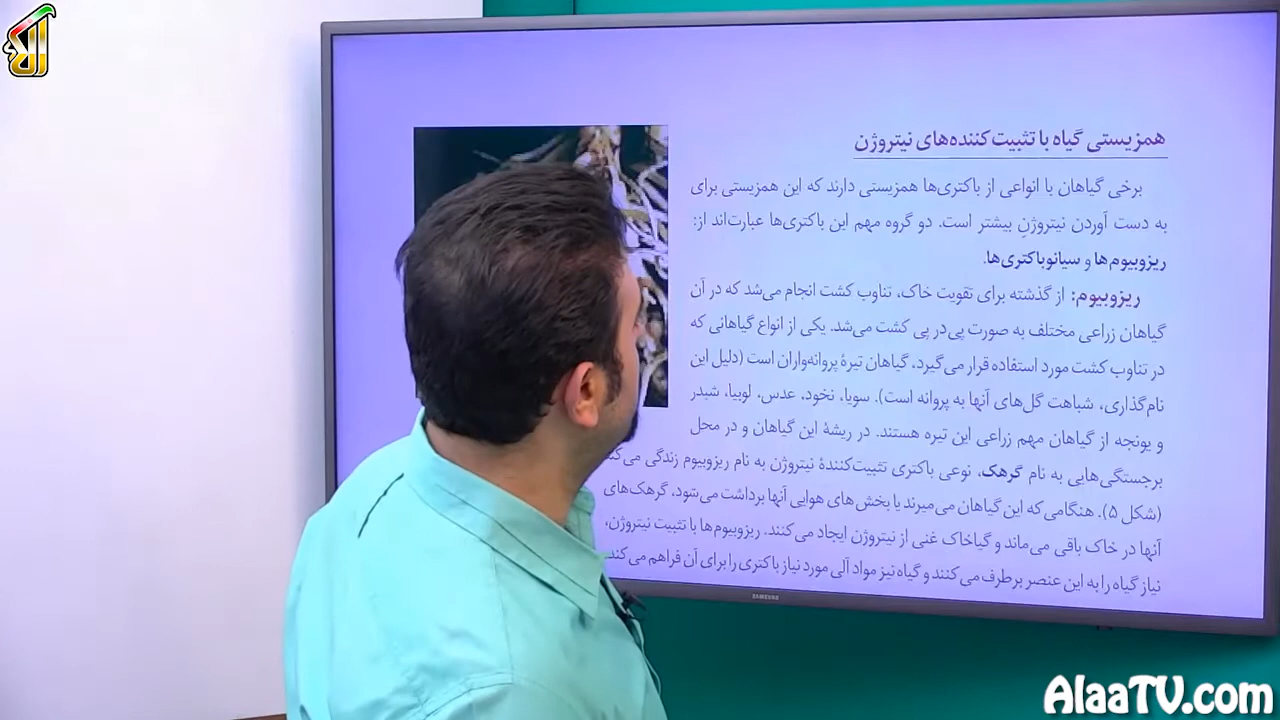 همزیستی گیاه با تثبیت‌کننده‌های نیتروژن
برخی گیاهان با انواعی از باکتری‌ها همزیستی دارند که این همزیستی برای
به دست آوردن نیتروژنِ بیشتر است. دو گروه مهم این باکتری‌ها عبارت‌اند از:
ریزوبیوم‌ها و سیانوباکتری‌ها.
ریزوبیوم: از گذشته برای تقویت خاک، تناوب کشت انجام می‌شد که در آن
گیاهان زراعی مختلف به صورت پی‌در پی کشت می‌شد. یکی از انواع گیاهانی که
در تناوب کشت مورد استفاده قرار می‌گیرد، گیاهان تیرهٔ پروانه‌واران است (دلیل این
نام‌گذاری، شباهت گل‌های آنها به پروانه است). سویا، نخود، عدس، لوبیا، شبدر
و یونجه از گیاهان مهم زراعی این تیره هستند. در ریشهٔ این گیاهان و در محل
برجستگی‌هایی به نام گرهک، نوعی باکتری تثبیت‌کنندهٔ نیتروژن به نام ریزوبیوم زندگی
(شکل ۵). هنگامی‌که این گیاهان می‌میرند یا بخش‌های هوایی آنها برداشت می‌شود، گرهک‌های
آنها در خاک باقی می‌ماند و گیاخاک غنی از نیتروژن ایجاد می‌کنند. ریزوبیوم‌ها با تثبیت نیتروژن،
نیاز گیاه را به این عنصر برطرف می‌کنند و گیاه نیز مواد آلی مورد نیاز باکتری را برای آن فراهم می‌کند
SAMSUNG
AlaaTV.com